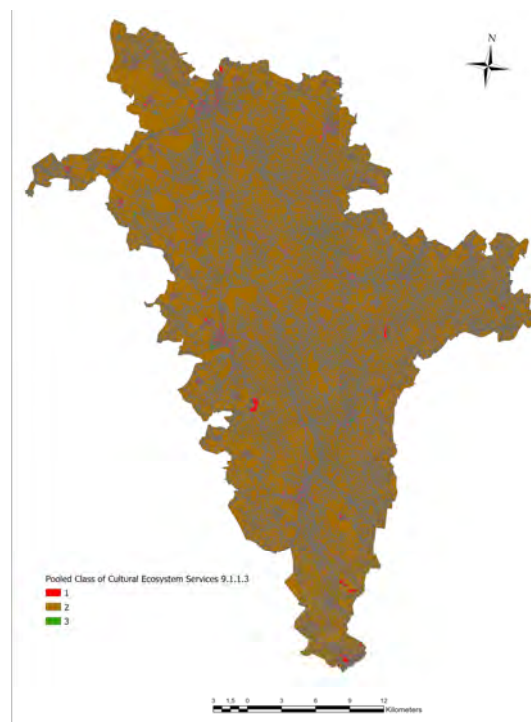 N
Pooled Class of Cultural Ecosystem Services 9.1.1.3
1
2
3
3 1,5 0 3 6 9 12
Kilometers